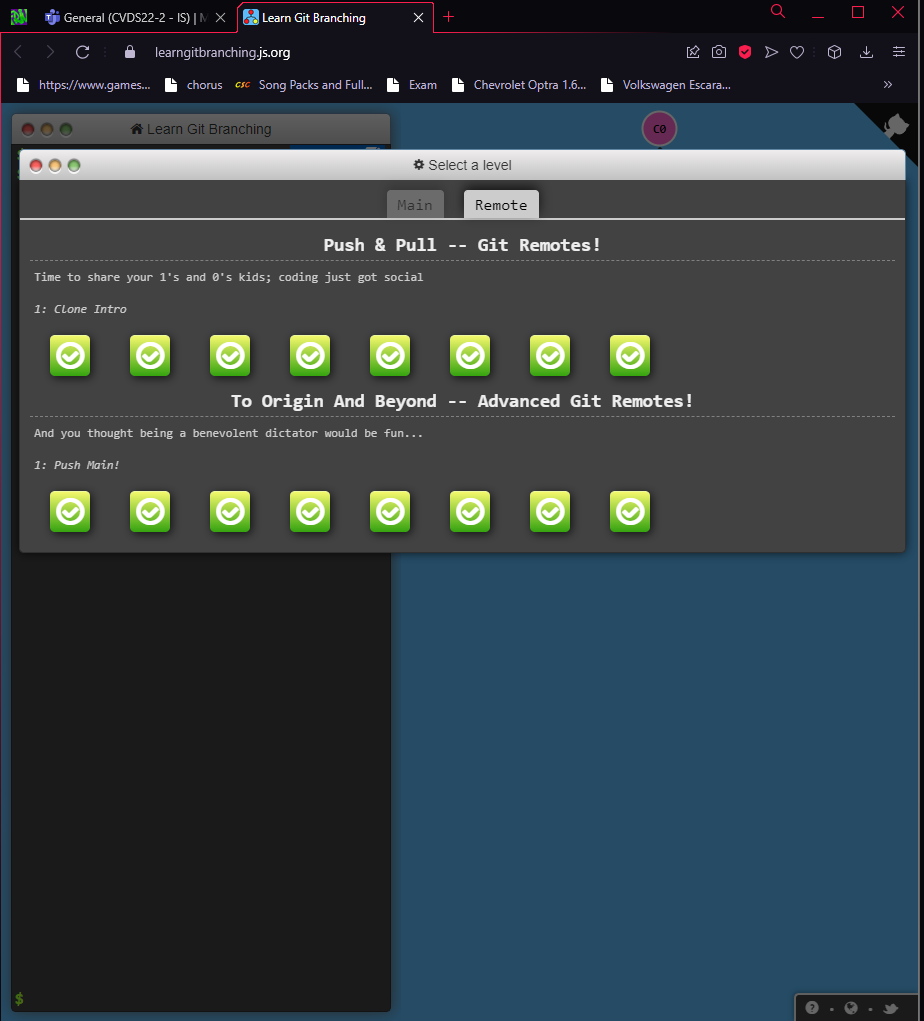 General (CVDS22-2 - IS) | M
Learn Git Branching
learngitbranching.js.org
https://www.games...
chorus
GSC
Song Packs and Full...
Exam
Chevrolet Optra 1.6...
Volkswagen Escara...
Learn Git Branching
C0
Select a level
Main
Remote
Push & Pull -- Git Remotes!
Time to share your 1's and 0's kids; coding just got social
1: Clone Intro
To Origin And Beyond -- Advanced Git Remotes!
And you thought being a benevolent dictator would be fun...
1: Push Main!
$